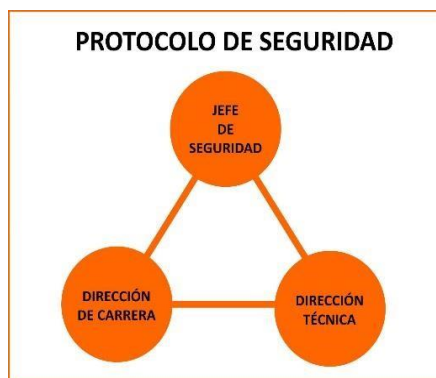 PROTOCOLO DE SEGURIDAD
JEFE
DE
SEGURIDAD
DIRECCIÓN
DE CARRERA
DIRECCIÓN
TÉCNICA